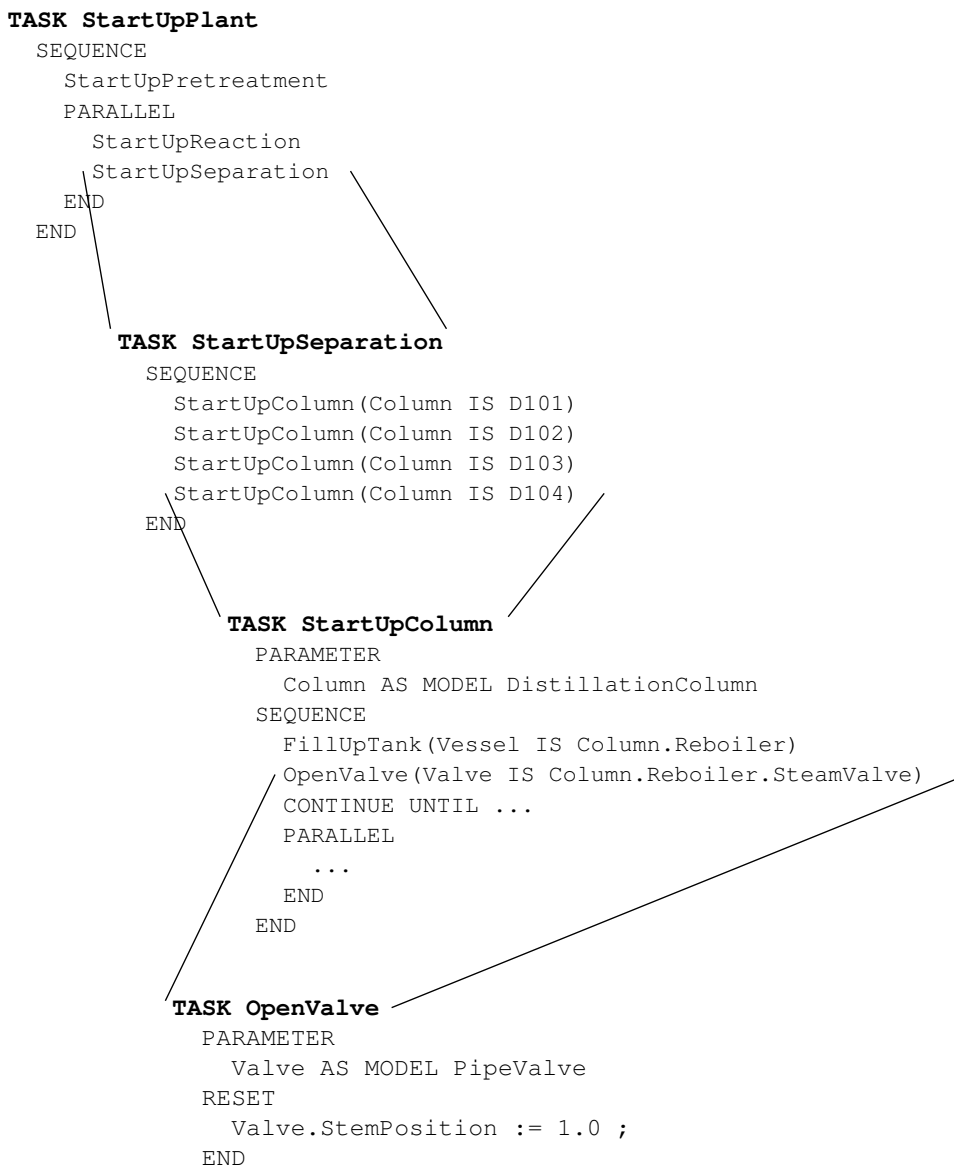 TASK StartUpPlant
SEQUENCE
StartUpPretreatment
PARALLEL
StartUpReaction
StartUpSeparation
END
END
TASK StartUpSeparation
SEQUENCE
StartUpColumn(Column IS D101)
StartUpColumn(Column IS D102)
StartUpColumn(Column IS D103)
StartUpColumn(Column IS D104)
END
TASK StartUpColumn
PARAMETER
Column AS MODEL DistillationColumn
SEQUENCE
FillUpTank(Vessel IS Column.Reboiler)
OpenValve(Valve IS Column.Reboiler.SteamValve)
CONTINUE UNTIL ...
PARALLEL
...
END
END
TASK OpenValve
PARAMETER
Valve AS MODEL PipeValve
RESET
Valve.StemPosition := 1.0 ;
END